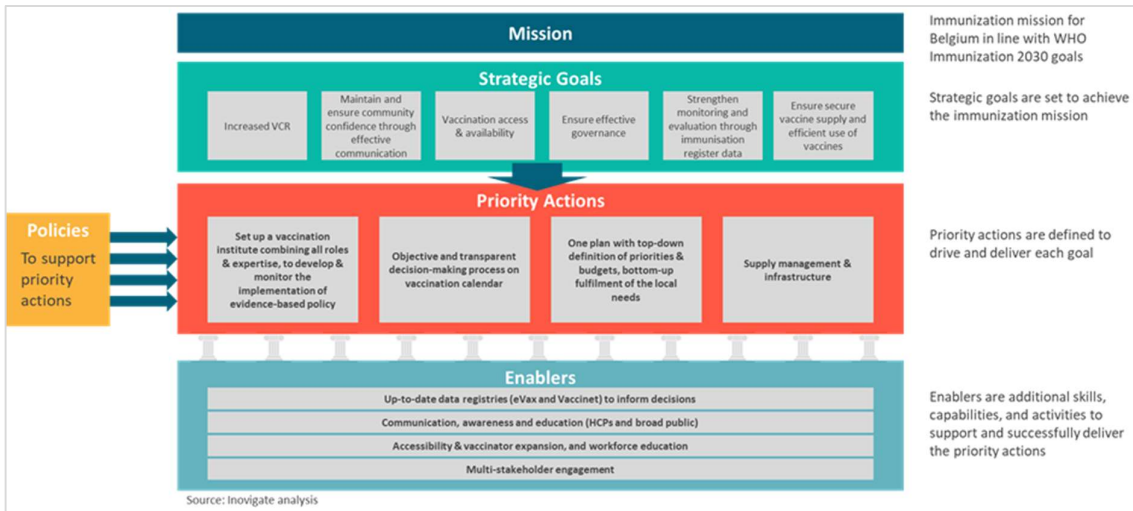 Mission
Immunization mission for
Belgium in line with WHO
Immunization 2030 goals
Strategic Goals
Increased VCR
Maintain and
ensure community
confidence through
effective
communication
Vaccination access
& availability
Ensure effective
governance
Strengthen
monitoring and
evaluation through
immunisation
register data
Ensure secure
vaccine supply and
efficient use of
vaccines
Strategic goals are set to achieve
the immunization mission
Policies
To support
priority
actions
Priority Actions
Set up a vaccination
institute combining all roles
& expertise, to develop &
monitor the
implementation of
evidence-based policy
Objective and transparent
decision-making process on
vaccination calendar
One plan with top-down
definition of priorities &
budgets, bottom-up
fulfilment of the local
needs
Supply management &
infrastructure
Priority actions are defined to
drive and deliver each goal
Enablers
Up-to-date data registries (eVax and Vaccinet) to inform decisions
Communication, awareness and education (HCPs and broad public)
Accessibility & vaccinator expansion, and workforce education
Multi-stakeholder engagement
Enablers are additional skills,
capabilities, and activities to
support and successfully deliver
the priority actions
Source: Inovigate analysis